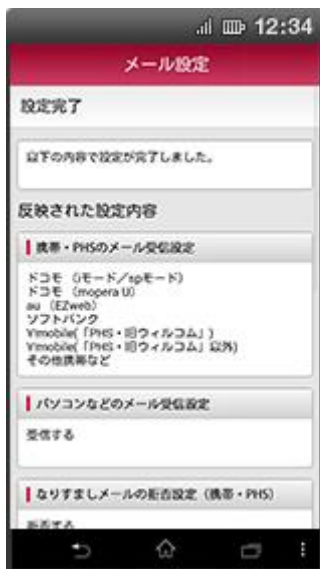 12:34
メール設定
設定完了
以下の内容で設定が完了しました。
反映された設定内容
携帯・PHSのメール受信設定
ドコモ（iモード／spモード）
ドコモ（mopera U）
au（EZweb）
ソフトバンク
Y!mobile(「PHS・旧ウィルコム」)
Y!mobile(「PHS・旧ウィルコム」以外)
その他携帯など
パソコンなどのメール受信設定
受信する
なりすましメールの拒否設定（携帯・PHS）
拒否する